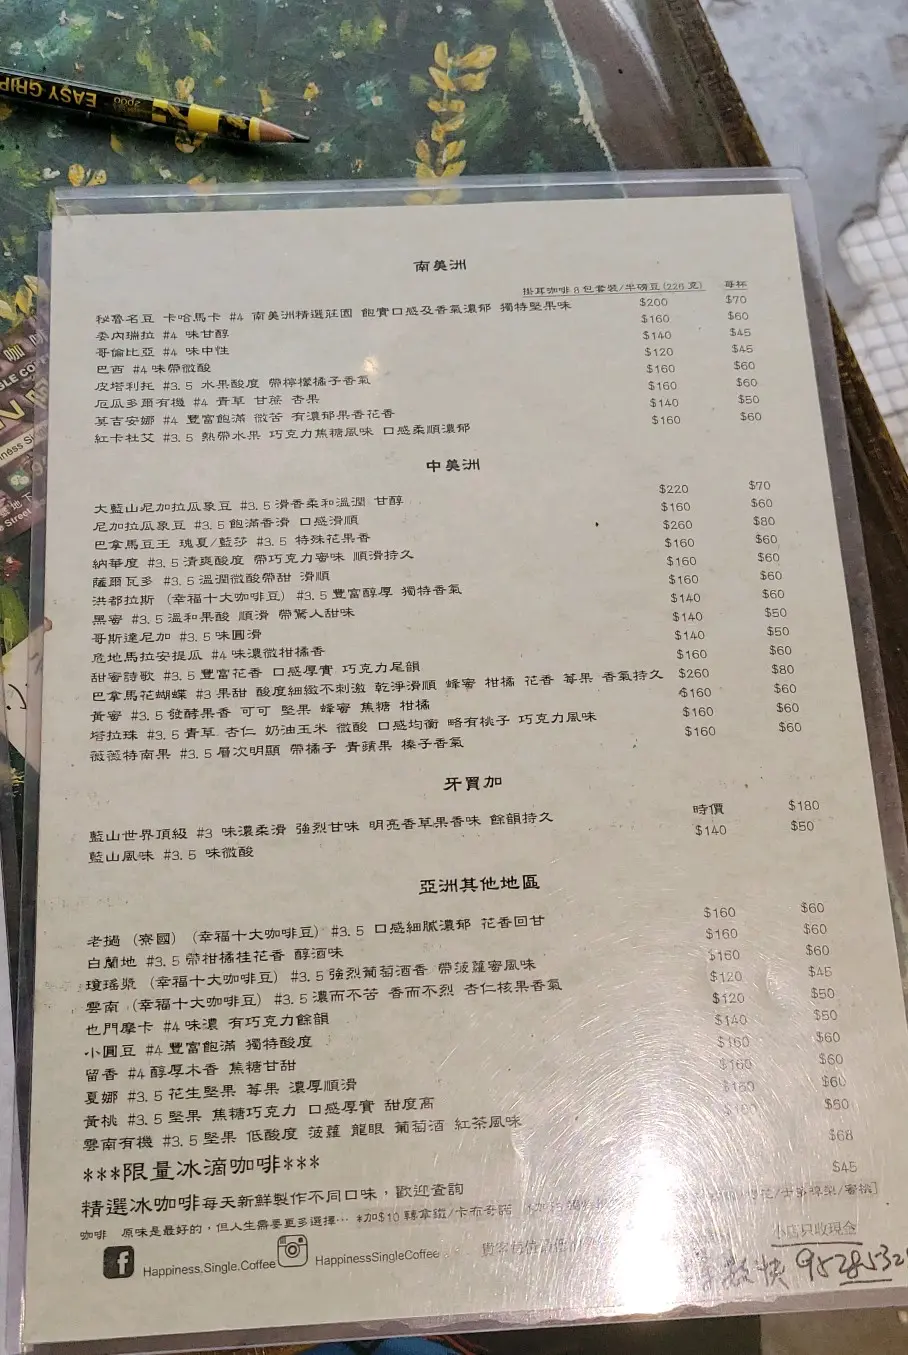 EASY GRIP
2000
南美洲
掛耳咖啡 8 包套裝/半磅豆(226 克) 每杯
秘魯名豆 卡哈馬卡 #4 南美洲精選莊園 飽實口感及香氣濃郁 獨特堅果味 $200 $70
委內瑞拉 #4 味甘醇 $160 $60
哥倫比亞 #4 味中性 $140 $45
巴西 #4 味帶微酸 $120 $45
皮塔利托 #3.5 水果酸度 帶檸檬橘子香氣 $160 $60
厄瓜多爾有機 #4 青草 甘蔗 杏果 $160 $60
莫吉安娜 #4 豐富飽滿 微苦 有濃郁果香花香 $140 $50
紅卡杜艾 #3.5 熱帶水果 巧克力焦糖風味 口感柔順濃郁 $160 $60
中美洲
大藍山尼加拉瓜象豆 #3.5 滑香柔和溫潤 甘醇 $220 $70
尼加拉瓜象豆 #3.5 飽滿香滑 口感滑順 $160 $60
巴拿馬豆王 瑰夏/藍莎 #3.5 特殊花果香 $260 $80
納華度 #3.5 清爽酸度 帶巧克力蜜味 順滑持久 $160 $60
薩爾瓦多 #3.5 溫潤微酸帶甜 滑順 $160 $60
洪都拉斯 (幸福十大咖啡豆) #3.5 豐富醇厚 獨特香氣 $160 $60
黑蜜 #3.5 溫和果酸 順滑 帶驚人甜味 $140 $60
哥斯達尼加 #3.5 味圓滑 $140 $50
危地馬拉安提瓜 #4 味濃微柑橘香 $140 $50
甜蜜詩歌 #3.5 豐富花香 口感厚實 巧克力尾韻 $160 $60
巴拿馬花蝴蝶 #3 果甜 酸度細緻不刺激 乾淨滑順 蜂蜜 柑橘 花香 莓果 香氣持久 $260 $80
黃蜜 #3.5 發酵果香 可可 堅果 蜂蜜 焦糖 柑橘 $160 $60
塔拉珠 #3.5 青草 杏仁 奶油玉米 微酸 口感均衡 略有桃子 巧克力風味 $160 $60
薇薇特南果 #3.5 層次明顯 帶橘子 青蘋果 榛子香氣 $160 $60
牙買加
藍山世界頂級 #3 味濃柔滑 強烈甘味 明亮香草果香味 餘韻持久 時價 $180
藍山風味 #3.5 味微酸 $140 $50
亞洲其他地區
老撾 (寮國) (幸福十大咖啡豆) #3.5 口感細膩濃郁 花香回甘 $160 $60
白蘭地 #3.5 帶柑橘桂花香 醇酒味 $160 $60
瓊瑤漿 (幸福十大咖啡豆) #3.5 強烈葡萄酒香 帶菠蘿蜜風味 $160 $60
雲南 (幸福十大咖啡豆) #3.5 濃而不苦 香而不烈 杏仁核果香氣 $120 $45
也門摩卡 #4 味濃 有巧克力餘韻 $120 $50
小圓豆 #4 豐富飽滿 獨特酸度 $140 $50
留香 #4 醇厚木香 焦糖甘甜 $160 $60
夏娜 #3.5 花生堅果 莓果 濃厚順滑 $160 $60
黃桃 #3.5 堅果 焦糖巧克力 口感厚實 甜度高 $160 $60
雲南有機 #3.5 堅果 低酸度 菠蘿 龍眼 葡萄酒 紅茶風味 $60
***限量冰滴咖啡*** $68
精選冰咖啡每天新鮮製作不同口味，歡迎查詢 $45
咖啡 原味是最好的，但人生需要更多選擇… *加$10 轉拿鐵/卡布奇諾
小店只收現金
Happiness.Single.Coffee HappinessSingleCoffee